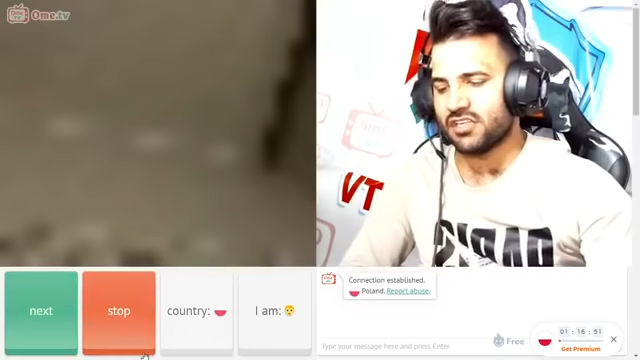 Ome.tv
VT
Connection established.
Poland. Report abuse.
next
stop
country:
I am:
Type your message here and press Enter
Free
01 : 16 : 51
Get Premium